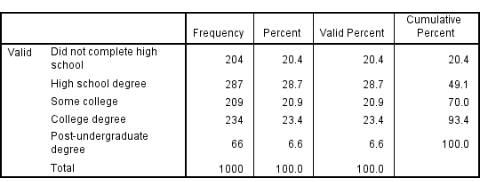 Frequency Percent Valid Percent Cumulative
Percent
Valid Did not complete high
school 204 20.4 20.4 20.4
High school degree 287 28.7 28.7 49.1
Some college 209 20.9 20.9 70.0
College degree 234 23.4 23.4 93.4
Post-undergraduate
degree 66 6.6 6.6 100.0
Total 1000 100.0 100.0